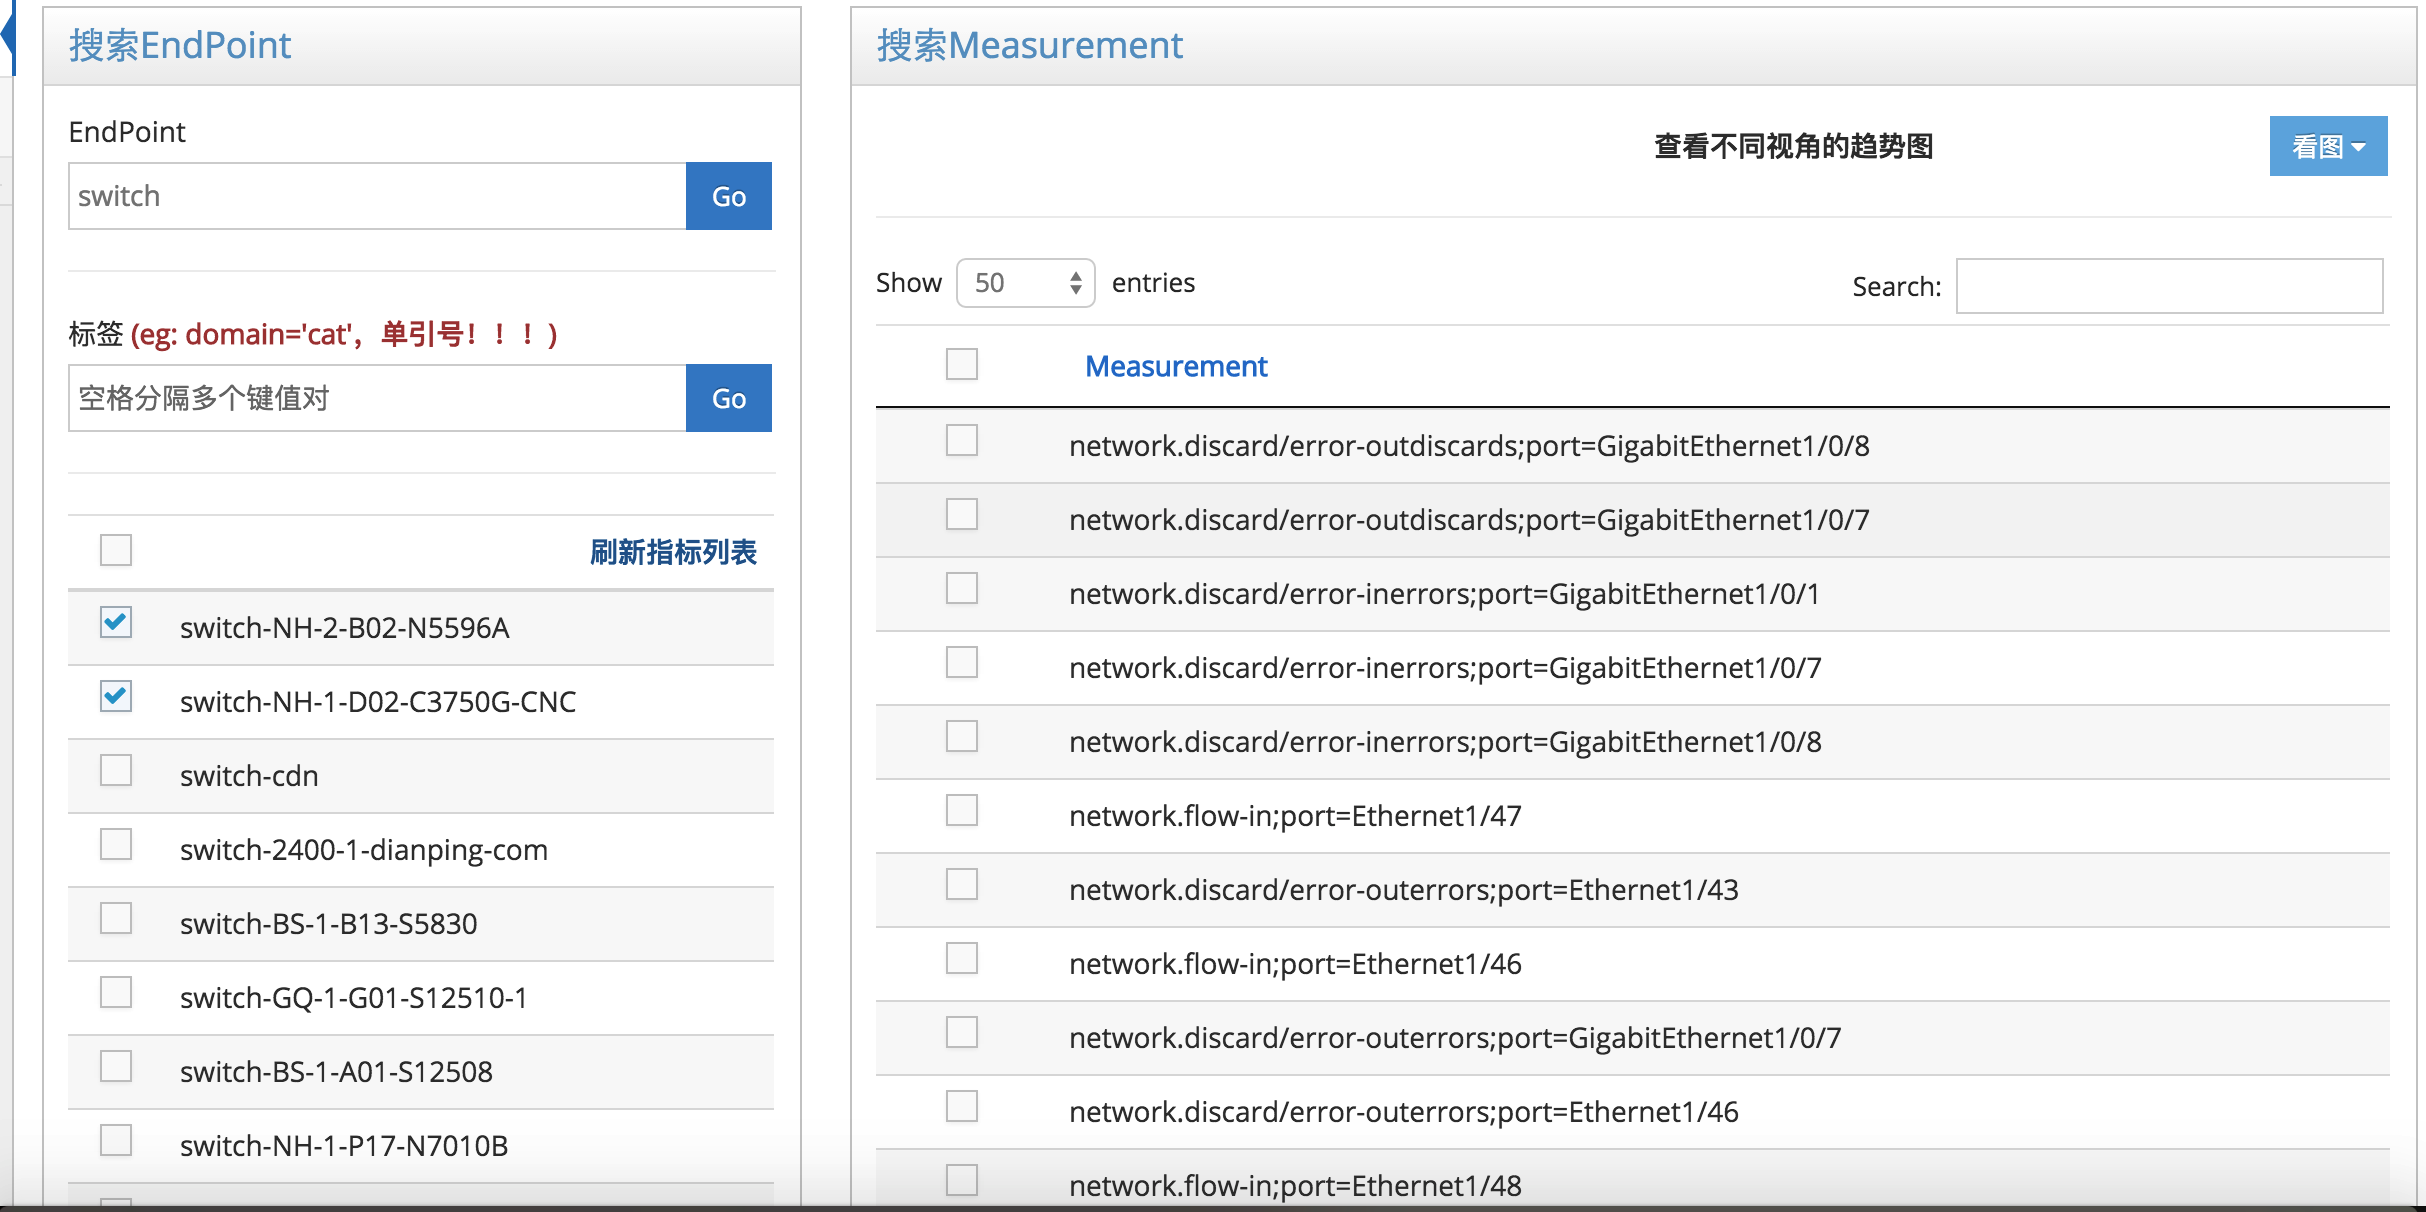 搜索EndPoint
EndPoint
switch
Go
标签 (eg: domain='cat'，单引号！！！)
空格分隔多个键值对
Go
刷新指标列表
switch-NH-2-B02-N5596A
switch-NH-1-D02-C3750G-CNC
switch-cdn
switch-2400-1-dianping-com
switch-BS-1-B13-S5830
switch-GQ-1-G01-S12510-1
switch-BS-1-A01-S12508
switch-NH-1-P17-N7010B
搜索Measurement
查看不同视角的趋势图
看图
Show 50 entries
Search:
Measurement
network.discard/error-outdiscards;port=GigabitEthernet1/0/8
network.discard/error-outdiscards;port=GigabitEthernet1/0/7
network.discard/error-inerrors;port=GigabitEthernet1/0/1
network.discard/error-inerrors;port=GigabitEthernet1/0/7
network.discard/error-inerrors;port=GigabitEthernet1/0/8
network.flow-in;port=Ethernet1/47
network.discard/error-outerrors;port=Ethernet1/43
network.flow-in;port=Ethernet1/46
network.discard/error-outerrors;port=GigabitEthernet1/0/7
network.discard/error-outerrors;port=Ethernet1/46
network.flow-in;port=Ethernet1/48